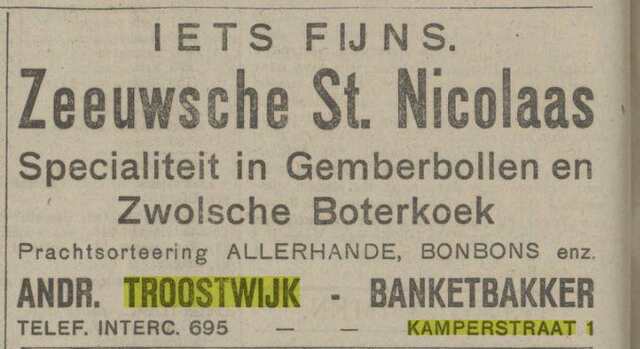 IETS FIJNS.
Zeeuwsche St. Nicolaas
Specialiteit in Gemberbollen en
Zwolsche Boterkoek
Prachtsorteering ALLERHANDE, BONBONS enz.
ANDR. TROOSTWIJK - BANKETBAKKER
TELEF. INTERC. 695 — — KAMPERSTRAAT 1